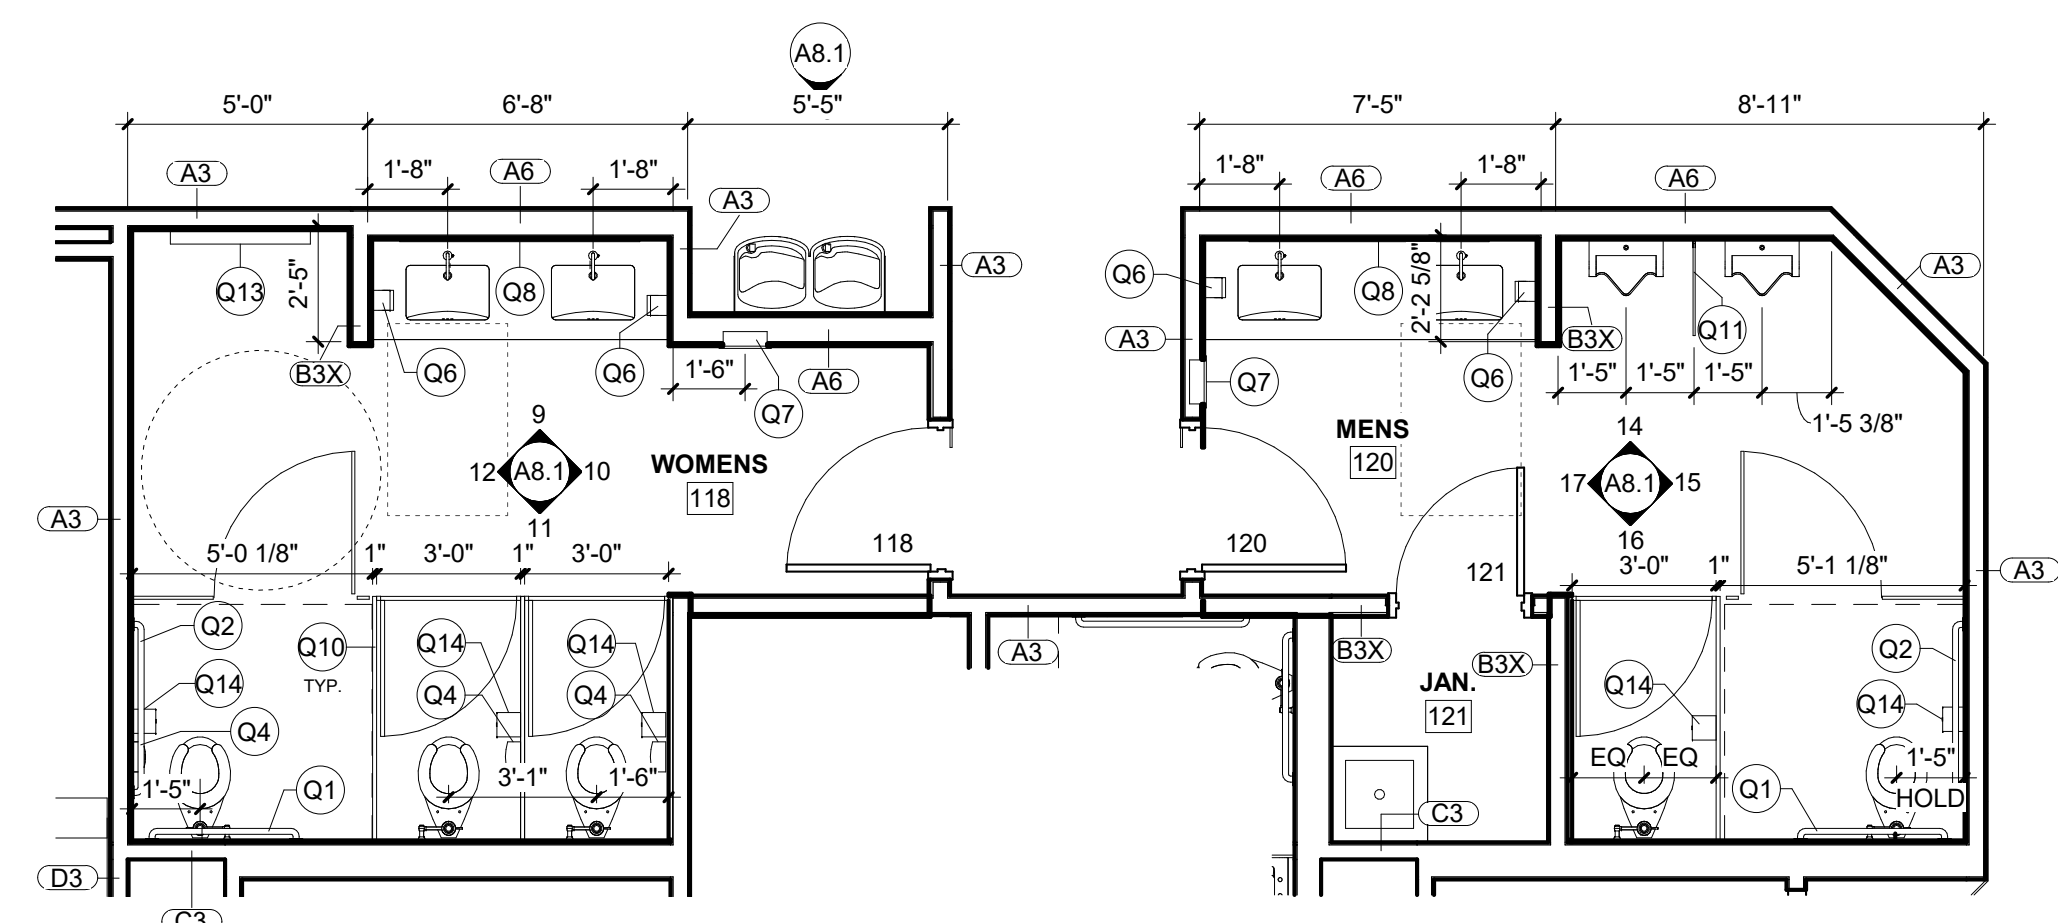 A8.1
5'-0"
6'-8"
5'-5"
7'-5"
8'-11"
1'-8"
A6
1'-8"
1'-8"
A6
1'-8"
A6
A3
A3
A3
A3
Q13
2'-5"
Q8
Q6
Q8
2'-2 5/8"
Q11
A3
B3X
B3X
Q6
Q6
1'-6"
A6
Q7
Q7
Q6
1'-5"
1'-5"
1'-5"
1'-5 3/8"
9
12
A8.1
10
11
WOMENS
118
MENS
120
14
17
A8.1
15
16
A3
5'-0 1/8"
1"
3'-0"
1"
3'-0"
118
120
121
3'-0"
1"
5'-1 1/8"
A3
Q2
Q10
TYP.
Q14
Q14
A3
B3X
B3X
Q2
Q14
Q4
Q4
JAN.
121
Q14
Q14
Q4
1'-5"
Q1
3'-1"
1'-6"
EQ
EQ
Q1
1'-5"
HOLD
C3
D3
C3